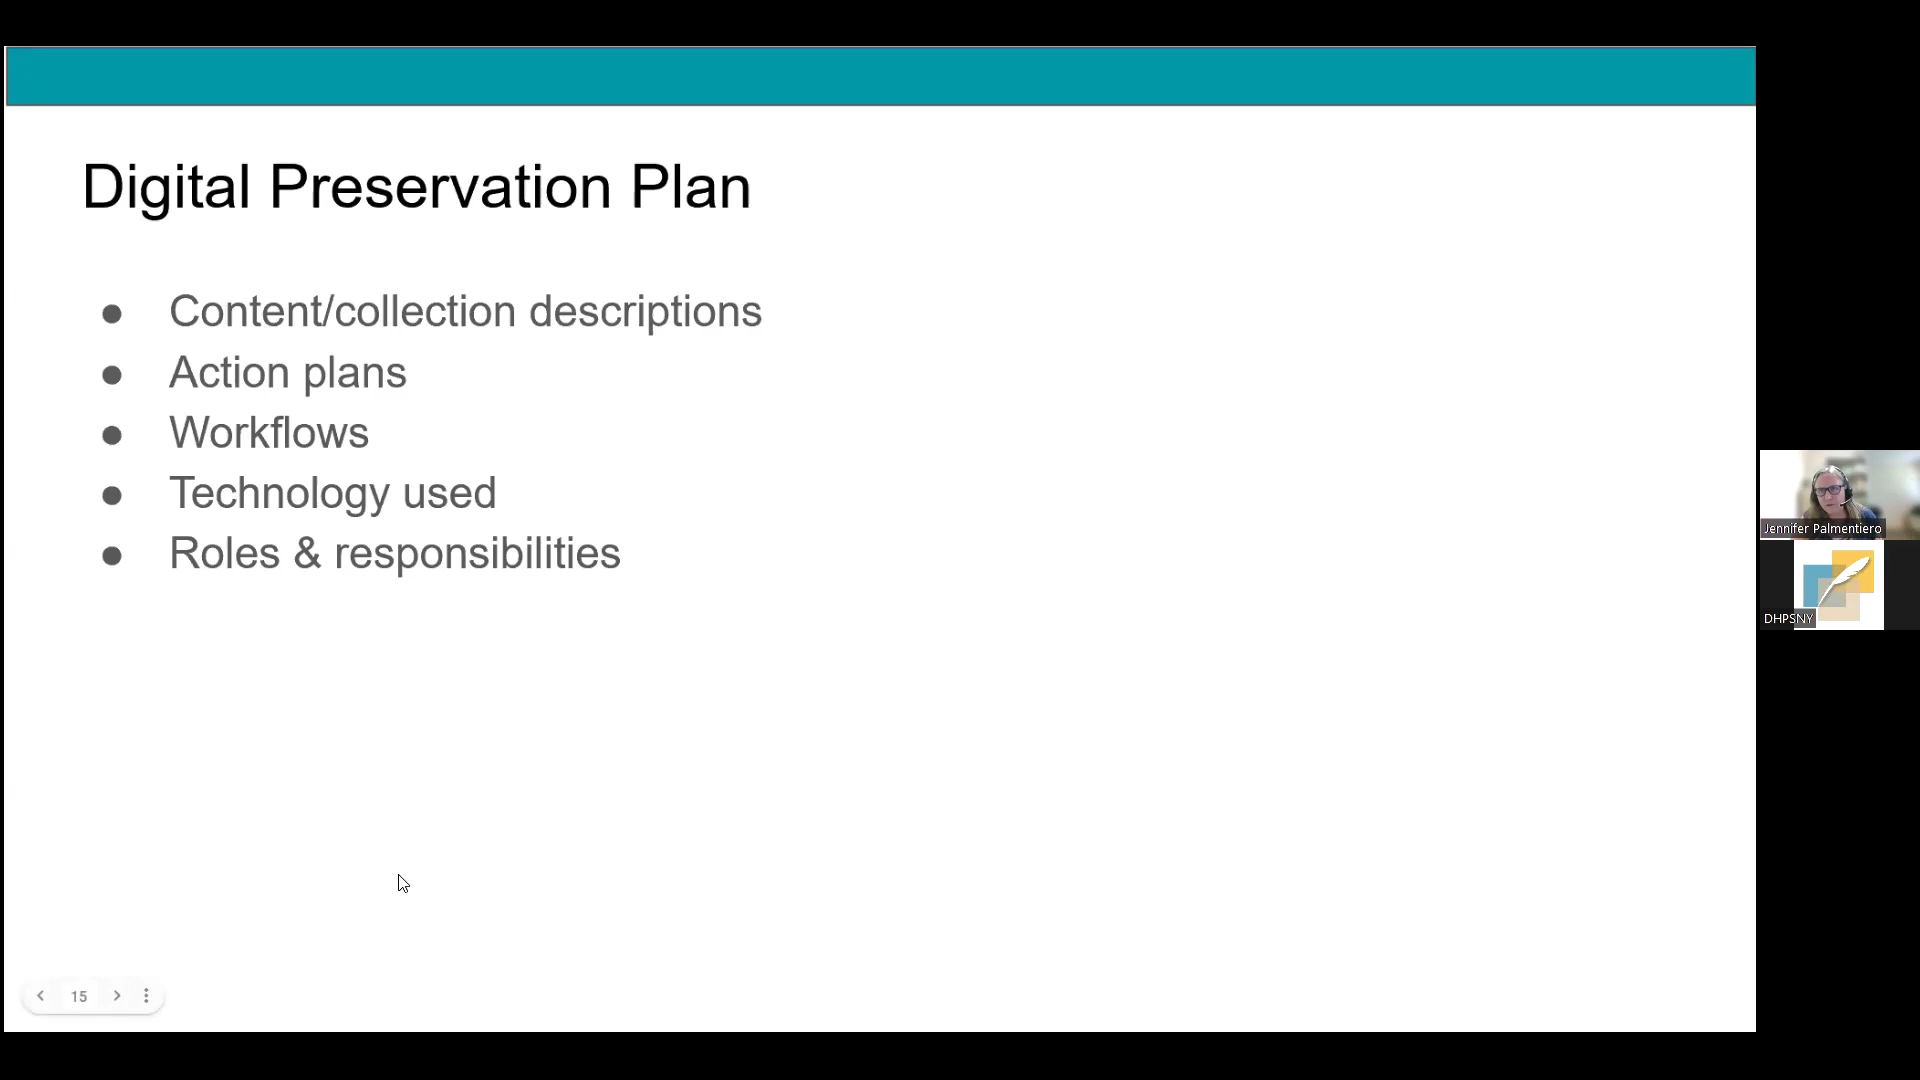 Digital Preservation Plan
● Content/collection descriptions
● Action plans
● Workflows
● Technology used
● Roles & responsibilities
Jennifer Palmentiero
DHPSNY
15